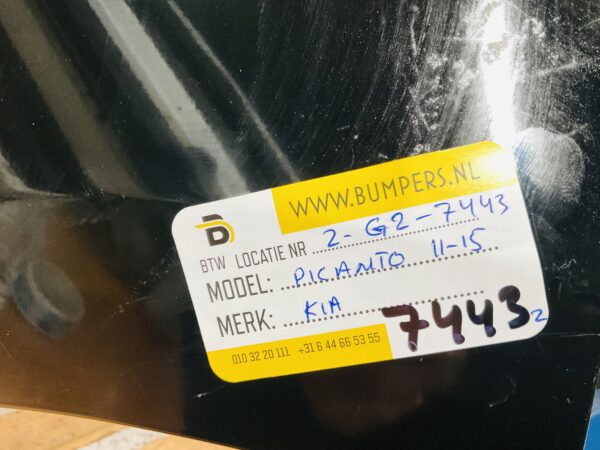 WWW.BUMPERS.NL
BTW LOCATIE NR 2-G2-7443
MODEL: PICANTO 11-15
MERK: KIA
7443 2
010 32 20 111 +31 6 44 66 53 55